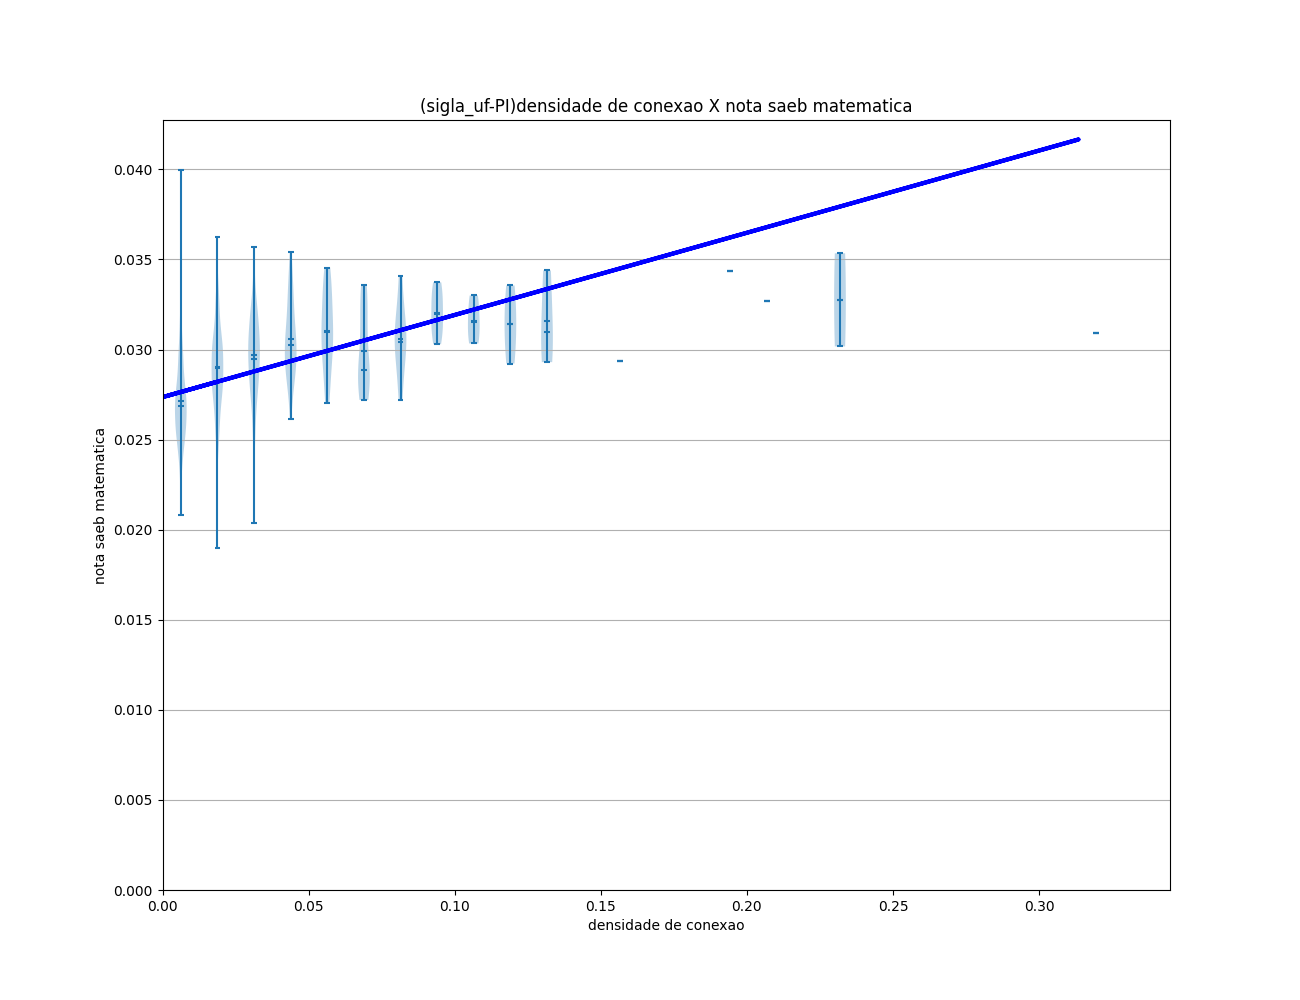 (sigla_uf-PI)densidade de conexao X nota saeb matematica
0.040
0.035
0.030
0.025
0.020
0.015
0.010
0.005
0.000
nota saeb matematica
0.00 0.05 0.10 0.15 0.20 0.25 0.30
densidade de conexao